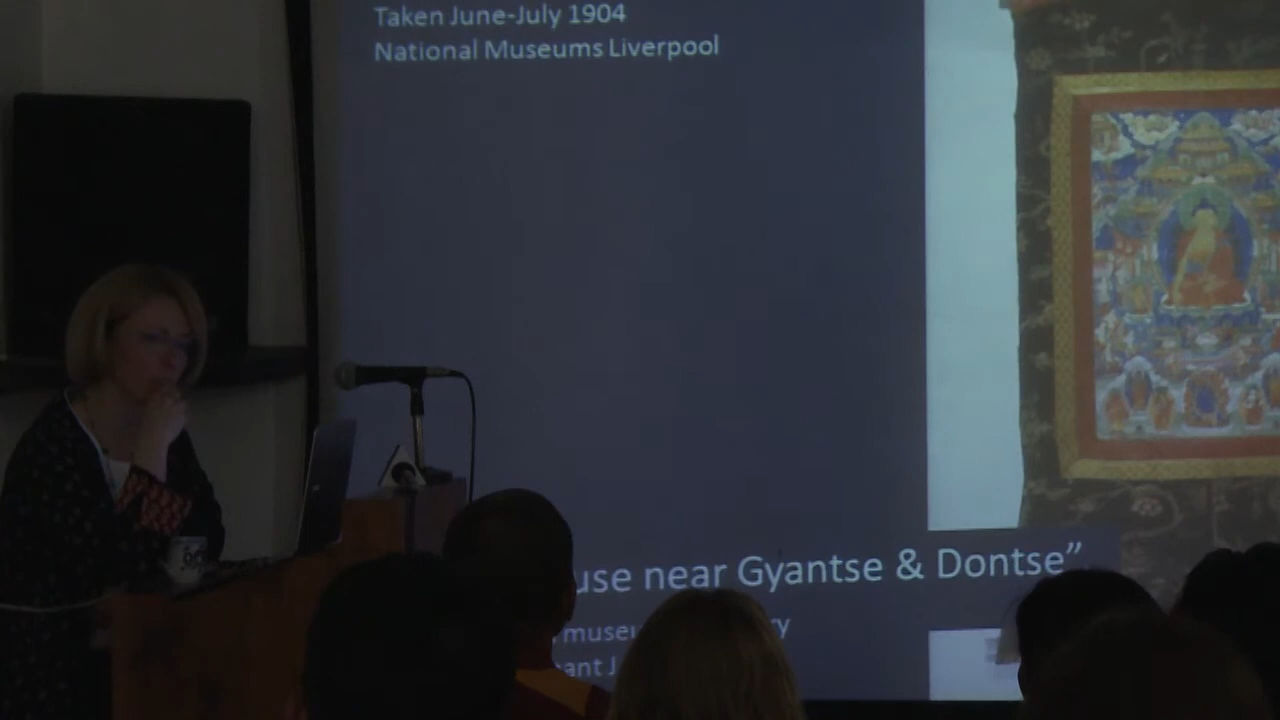 Taken June-July 1904
National Museums Liverpool
use near Gyantse & Dontse”